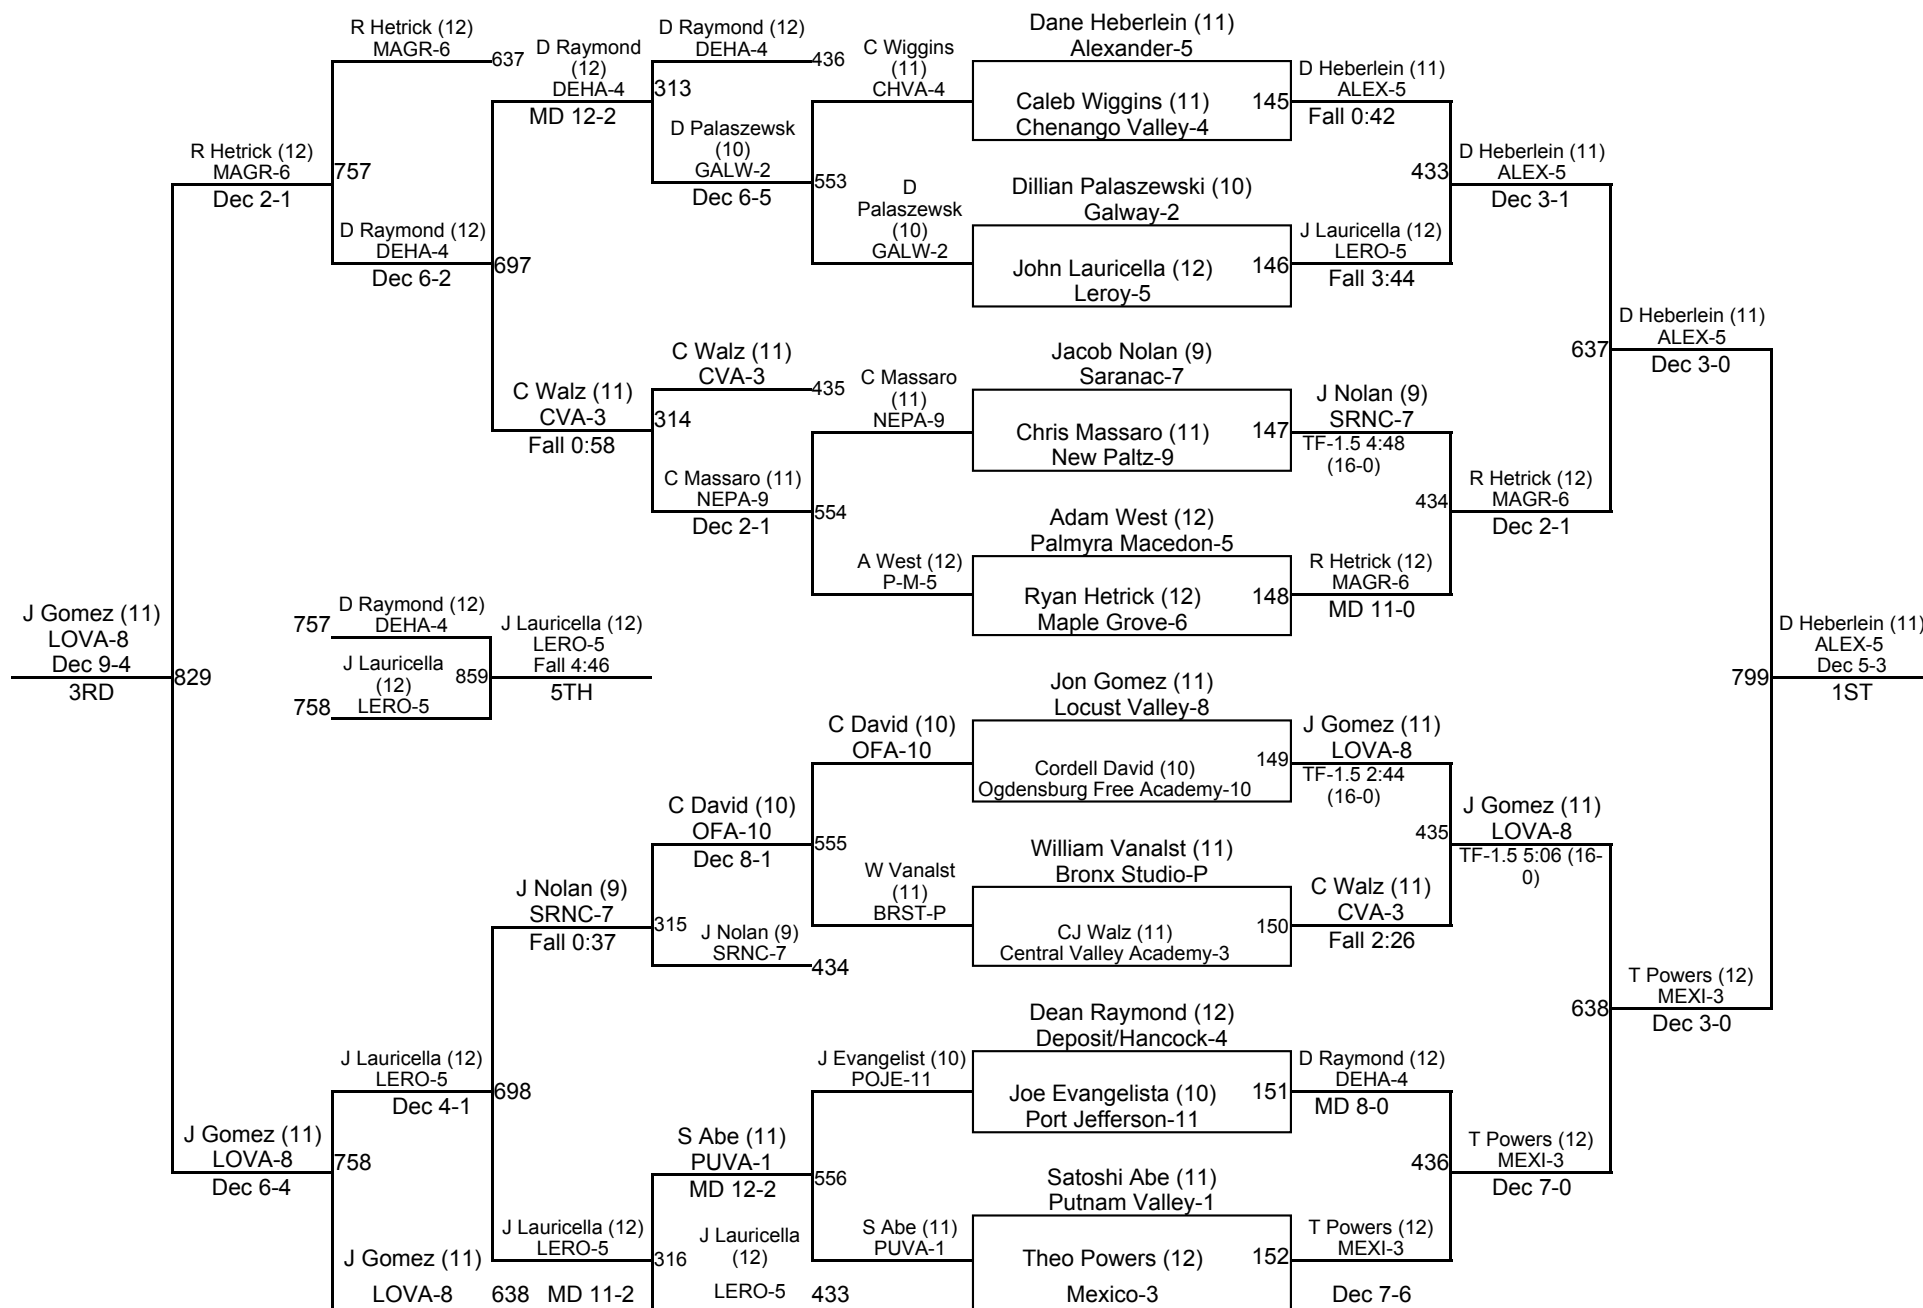 R Hetrick (12)
MAGR-6
637
D Raymond
(12)
DEHA-4
MD 12-2
D Raymond (12)
DEHA-4
436
313
C Wiggins
(11)
CHVA-4
Dane Heberlein (11)
Alexander-5
Caleb Wiggins (11)
Chenango Valley-4
145
D Heberlein (11)
ALEX-5
Fall 0:42
R Hetrick (12)
MAGR-6
Dec 2-1
757
D Palaszewsk
(10)
GALW-2
Dec 6-5
553
D
Palaszewsk
(10)
GALW-2
Dillian Palaszewski (10)
Galway-2
John Lauricella (12)
Leroy-5
146
433
D Heberlein (11)
ALEX-5
Dec 3-1
J Lauricella (12)
LERO-5
Fall 3:44
D Raymond (12)
DEHA-4
Dec 6-2
697
C Walz (11)
CVA-3
Fall 0:58
C Walz (11)
CVA-3
435
314
C Massaro
(11)
NEPA-9
Jacob Nolan (9)
Saranac-7
Chris Massaro (11)
New Paltz-9
147
J Nolan (9)
SRNC-7
TF-1.5 4:48
(16-0)
637
D Heberlein (11)
ALEX-5
Dec 3-0
C Massaro (11)
NEPA-9
Dec 2-1
554
A West (12)
P-M-5
Adam West (12)
Palmyra Macedon-5
Ryan Hetrick (12)
Maple Grove-6
148
434
R Hetrick (12)
MAGR-6
Dec 2-1
R Hetrick (12)
MAGR-6
MD 11-0
J Gomez (11)
LOVA-8
Dec 9-4
3RD
829
757
D Raymond (12)
DEHA-4
J Lauricella
(12)
LERO-5
758
859
J Lauricella (12)
LERO-5
Fall 4:46
5TH
799
D Heberlein (11)
ALEX-5
Dec 5-3
1ST
C David (10)
OFA-10
Jon Gomez (11)
Locust Valley-8
Cordell David (10)
Ogdensburg Free Academy-10
149
J Gomez (11)
LOVA-8
TF-1.5 2:44
(16-0)
C David (10)
OFA-10
Dec 8-1
555
435
J Gomez (11)
LOVA-8
TF-1.5 5:06 (16-
0)
J Nolan (9)
SRNC-7
Fall 0:37
315
J Nolan (9)
SRNC-7
434
W Vanalst
(11)
BRST-P
William Vanalst (11)
Bronx Studio-P
CJ Walz (11)
Central Valley Academy-3
150
C Walz (11)
CVA-3
Fall 2:26
638
T Powers (12)
MEXI-3
Dec 3-0
J Lauricella (12)
LERO-5
Dec 4-1
698
J Evangelist (10)
POJE-11
Dean Raymond (12)
Deposit/Hancock-4
Joe Evangelista (10)
Port Jefferson-11
151
D Raymond (12)
DEHA-4
MD 8-0
J Gomez (11)
LOVA-8
Dec 6-4
758
S Abe (11)
PUVA-1
MD 12-2
556
436
T Powers (12)
MEXI-3
Dec 7-0
J Gomez (11)
LOVA-8
638
J Lauricella (12)
LERO-5
MD 11-2
316
J Lauricella
(12)
LERO-5
433
S Abe (11)
PUVA-1
Satoshi Abe (11)
Putnam Valley-1
Theo Powers (12)
Mexico-3
152
T Powers (12)
MEXI-3
Dec 7-6